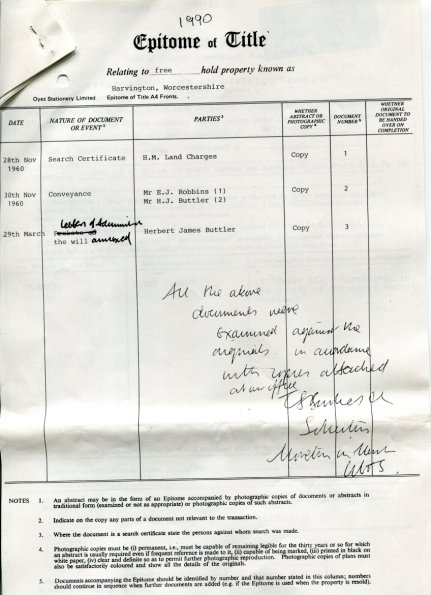 1990
Epitome of Title
Relating to free hold property known as
Harvington, Worcestershire
Oyez Stationery Limited Epitome of Title A4 Fronts.
DATE
NATURE OF DOCUMENT OR EVENT²
PARTIES³
WHETHER ABSTRACT OR PHOTOGRAPHIC COPY⁴
DOCUMENT NUMBER⁵
WHETHER ORIGINAL DOCUMENT TO BE HANDED OVER ON COMPLETION
28th Nov 1960 Search Certificate H.M. Land Charges Copy 1
30th Nov 1960 Conveyance Mr E.J. Robbins (1) Copy 2
Mr H.J. Buttler (2)
Letters of
29th March Probate Herbert James Buttler Copy 3
the will annexed
All the above
documents were
examined against the
originals in
with copies attached
at an office
NOTES 1. An abstract may be in the form of an Epitome accompanied by photographic copies of documents or abstracts in
traditional form (examined or not as appropriate) or photographic copies of such abstracts.
2. Indicate on the copy any parts of a document not relevant to the transaction.
3. Where the document is a search certificate state the persons against whom search was made.
4. Photographic copies must be (i) permanent, i.e., must be capable of remaining legible for the thirty years or so for which
an abstract is usually required even if frequent reference is made to it, (ii) capable of being marked, (iii) printed in black on
white paper, (iv) clear and definite so as to permit further photographic reproduction. Photographic copies of plans must
also be satisfactorily coloured and show all the details of the originals.
5. Documents accompanying the Epitome should be identified by number and that number stated in this column; numbers
should continue in sequence when further documents are added (e.g. if the Epitome is used when the property is resold).